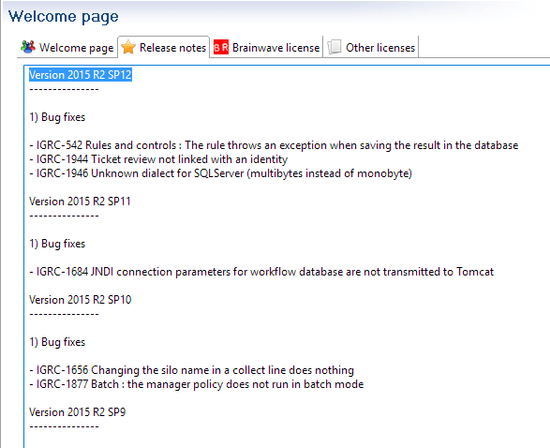 Welcome page
Welcome page
Release notes
BR
Brainwave license
Other licenses
Version 2015 R2 SP12
---------------
1) Bug fixes
- IGRC-542 Rules and controls : The rule throws an exception when saving the result in the database
- IGRC-1944 Ticket review not linked with an identity
- IGRC-1946 Unknown dialect for SQLServer (multibytes instead of monobyte)
Version 2015 R2 SP11
---------------
1) Bug fixes
- IGRC-1684 JNDI connection parameters for workflow database are not transmitted to Tomcat
Version 2015 R2 SP10
---------------
1) Bug fixes
- IGRC-1656 Changing the silo name in a collect line does nothing
- IGRC-1877 Batch : the manager policy does not run in batch mode
Version 2015 R2 SP9
---------------